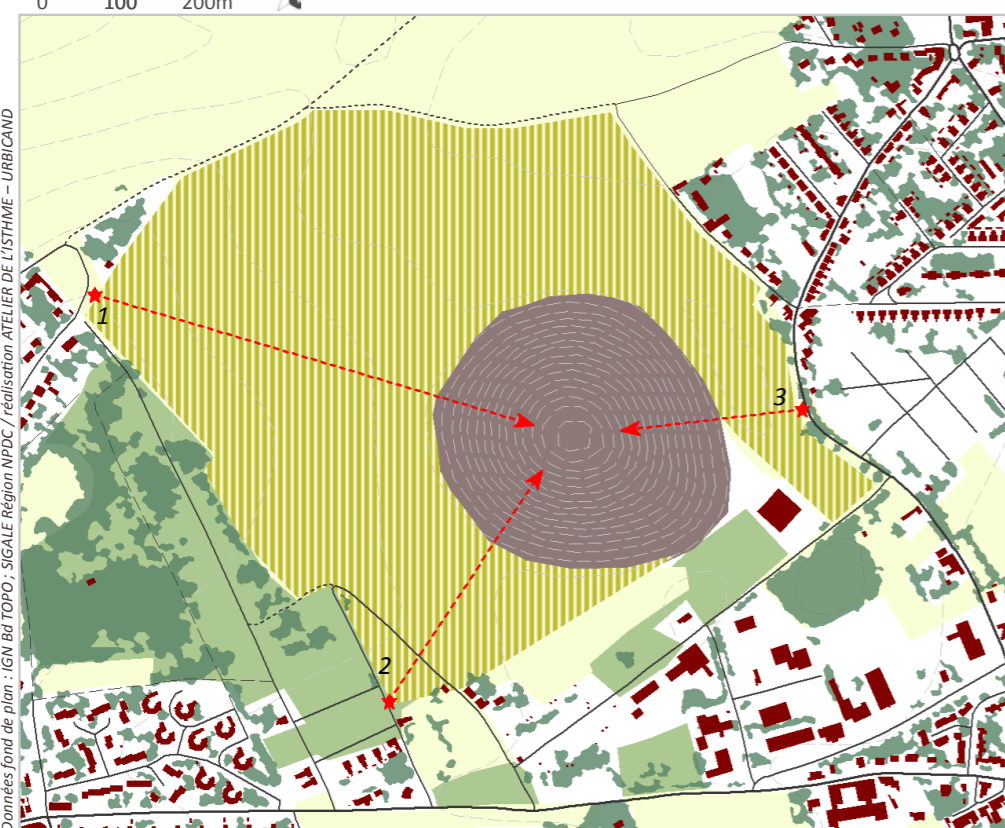 0 100 200m
Données fond de plan : IGN Bd TOPO ; SIGALE Région NPDC / réalisation ATELIER DE L'ISTHME – URBICAND
1
3
2